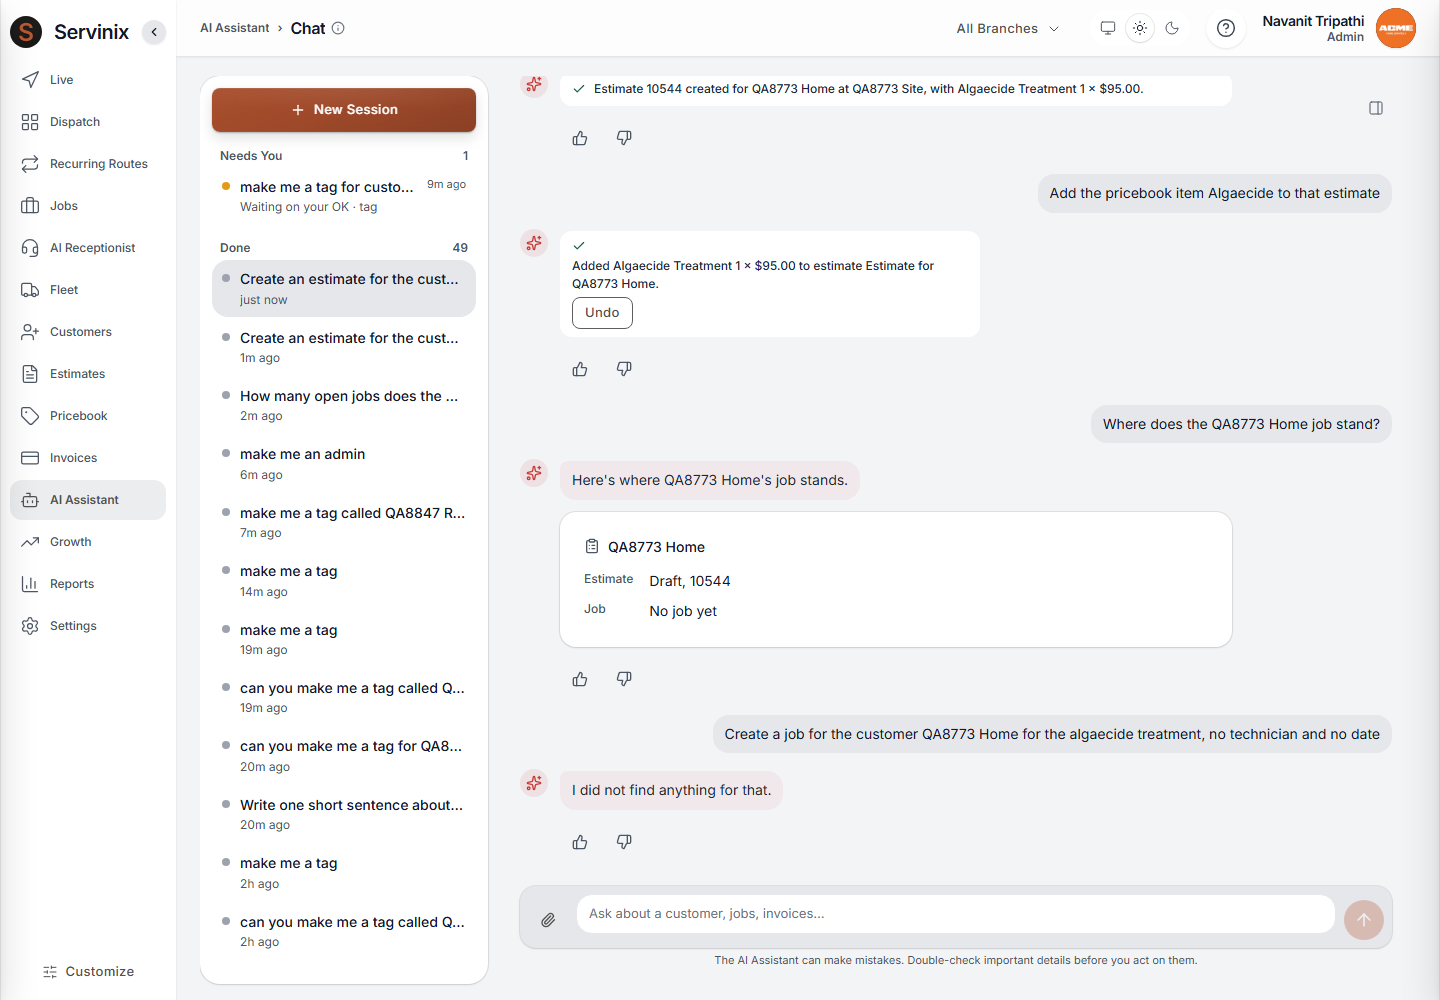 Servinix
Live
Dispatch
Recurring Routes
Jobs
AI Receptionist
Fleet
Customers
Estimates
Pricebook
Invoices
AI Assistant
Growth
Reports
Settings
Customize
AI Assistant › Chat
All Branches
Navanit Tripathi
Admin
ACME
+ New Session
Needs You 1
make me a tag for custo... 9m ago
Waiting on your OK · tag
Done 49
Create an estimate for the cust...
just now
Create an estimate for the cust...
1m ago
How many open jobs does the ...
2m ago
make me an admin
6m ago
make me a tag called QA8847 R...
7m ago
make me a tag
14m ago
make me a tag
19m ago
can you make me a tag called Q...
19m ago
can you make me a tag for QA8...
20m ago
Write one short sentence about...
20m ago
make me a tag
2h ago
can you make me a tag called Q...
2h ago
Estimate 10544 created for QA8773 Home at QA8773 Site, with Algaecide Treatment 1 × $95.00.
Add the pricebook item Algaecide to that estimate
Added Algaecide Treatment 1 × $95.00 to estimate Estimate for
QA8773 Home.
Undo
Where does the QA8773 Home job stand?
Here's where QA8773 Home's job stands.
QA8773 Home
Estimate Draft, 10544
Job No job yet
Create a job for the customer QA8773 Home for the algaecide treatment, no technician and no date
I did not find anything for that.
Ask about a customer, jobs, invoices...
The AI Assistant can make mistakes. Double-check important details before you act on them.